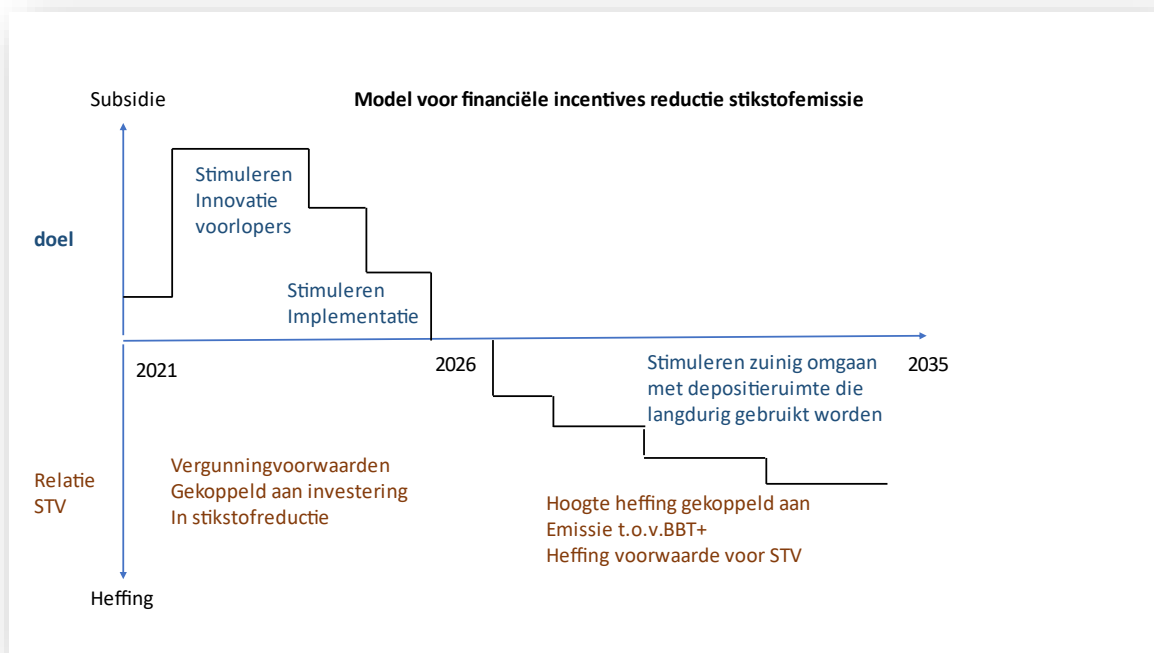 Subsidie
Model voor financiële incentives reductie stikstofemissie
Stimuleren
Innovatie
voorlopers
doel
Stimuleren
Implementatie
2021
2026
2035
Stimuleren zuinig omgaan
met depositieruimte die
langdurig gebruikt worden
Relatie
STV
Vergunningvoorwaarden
Gekoppeld aan investering
In stikstofreductie
Hoogte heffing gekoppeld aan
Emissie t.o.v.BBT+
Heffing voorwaarde voor STV
Heffing